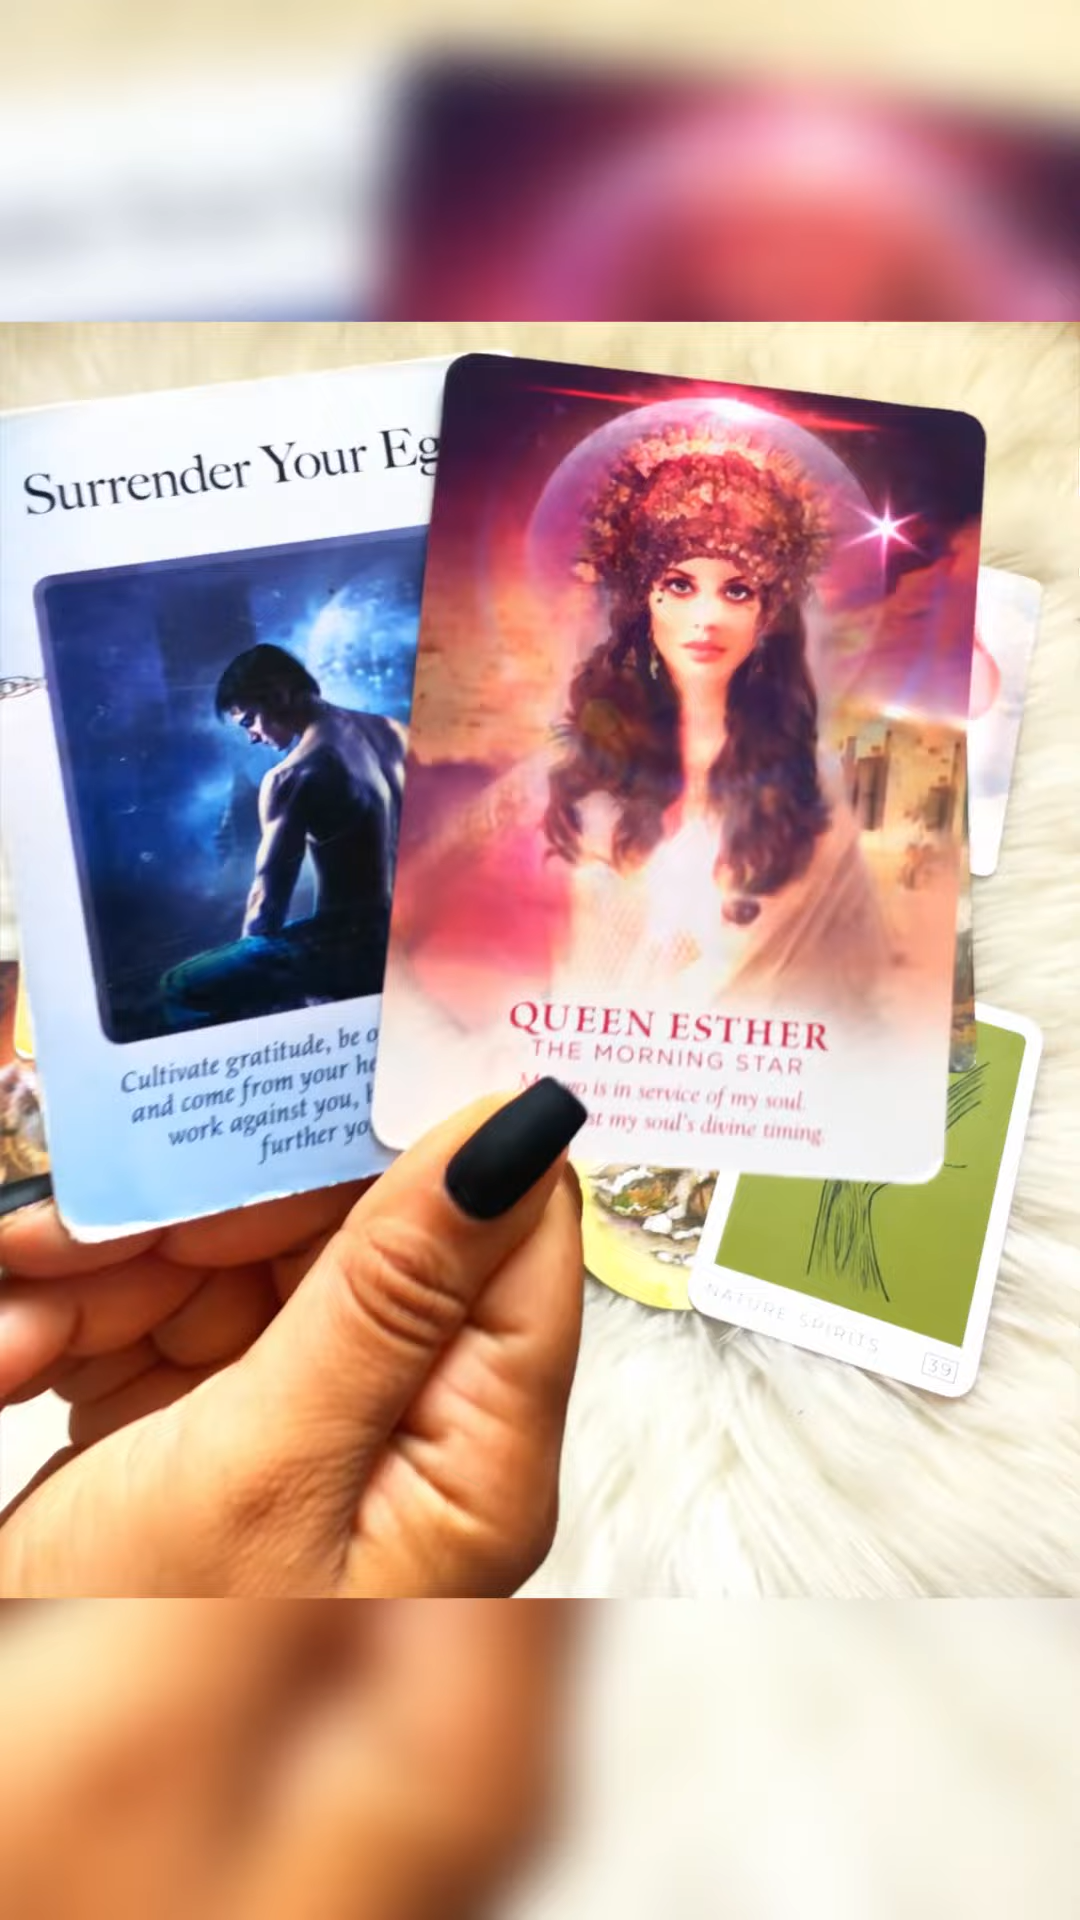 Surrender Your Eg
Cultivate gratitude, be o
and come from your he
work against you,
further yo
QUEEN ESTHER
THE MORNING STAR
is in service of my soul.
my soul's divine timing.
NATURE SPIRITS
39